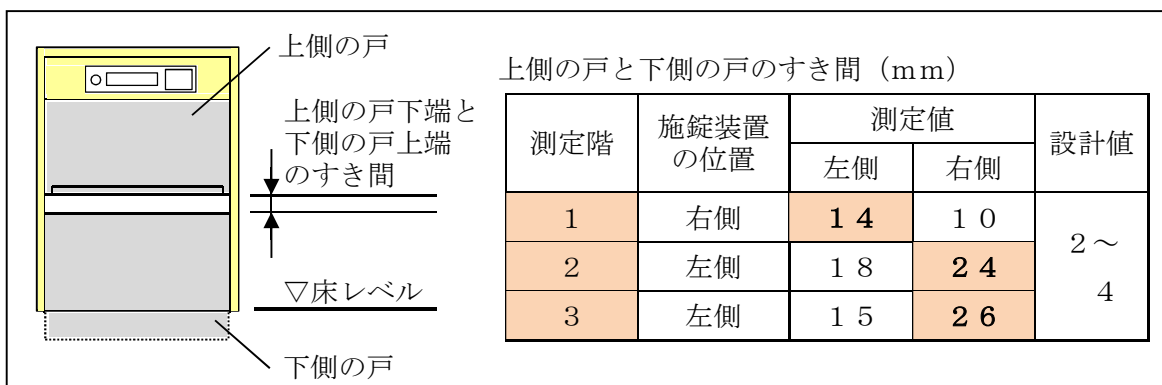 上側の戸
上側の戸下端と
下側の戸上端
のすき間
▽床レベル
下側の戸
上側の戸と下側の戸のすき間（ｍｍ）
測定階
施錠装置
の位置
測定値
設計値
左側
右側
１
右側
１４
１０
２～
４
２
左側
１８
２４
３
左側
１５
２６